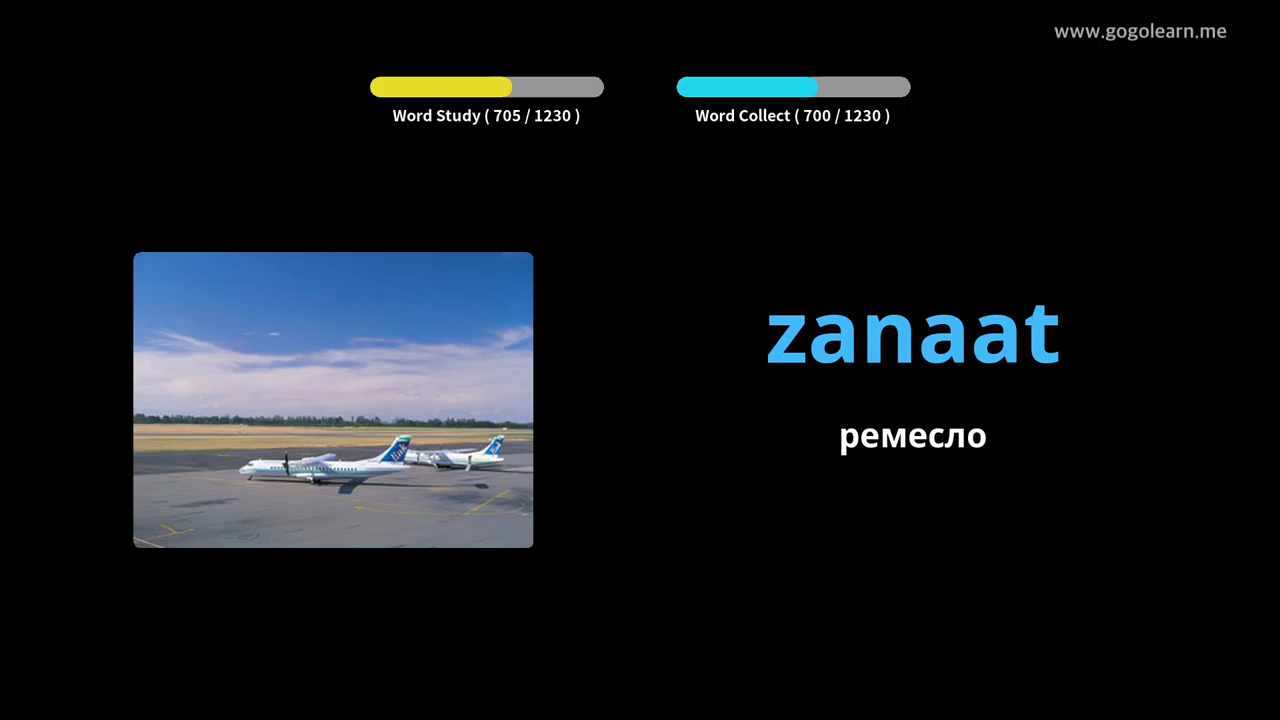 www.gogolearn.me
Word Study ( 705 / 1230 )
Word Collect ( 700 / 1230 )
zanaat
ремесло